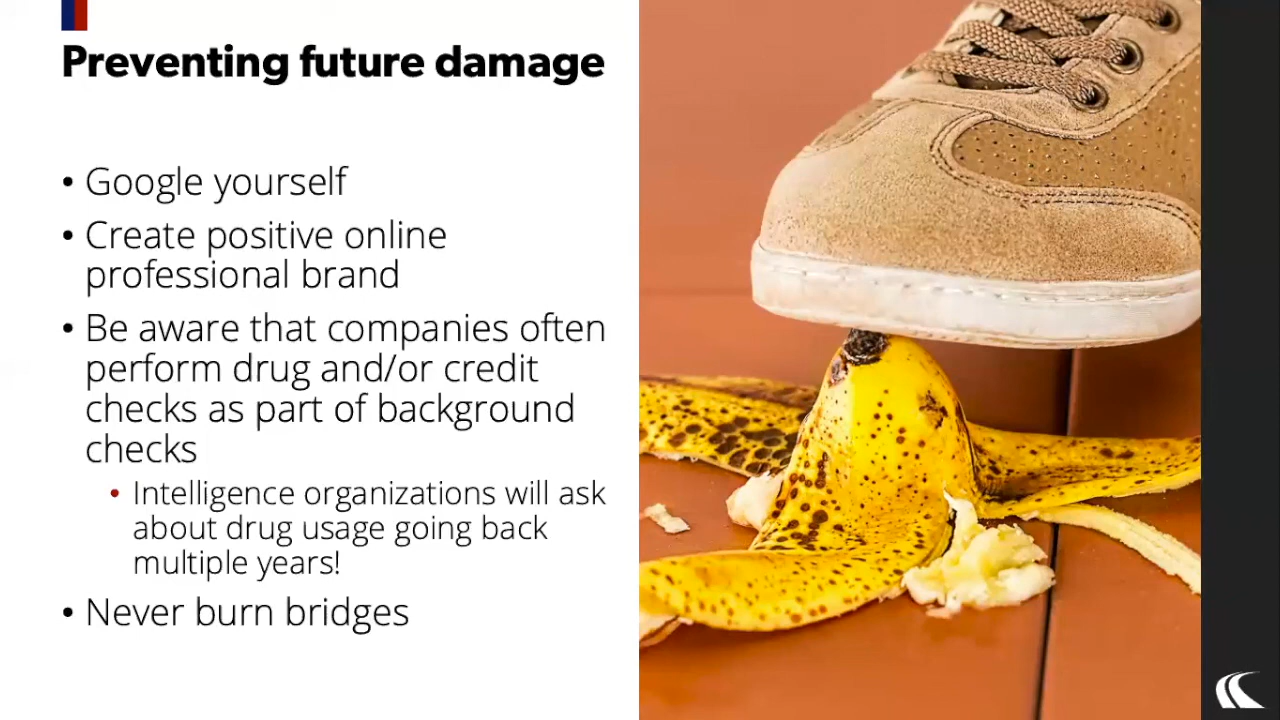 Preventing future damage
• Google yourself
• Create positive online
professional brand
• Be aware that companies often
perform drug and/or credit
checks as part of background
checks
• Intelligence organizations will ask
about drug usage going back
multiple years!
• Never burn bridges